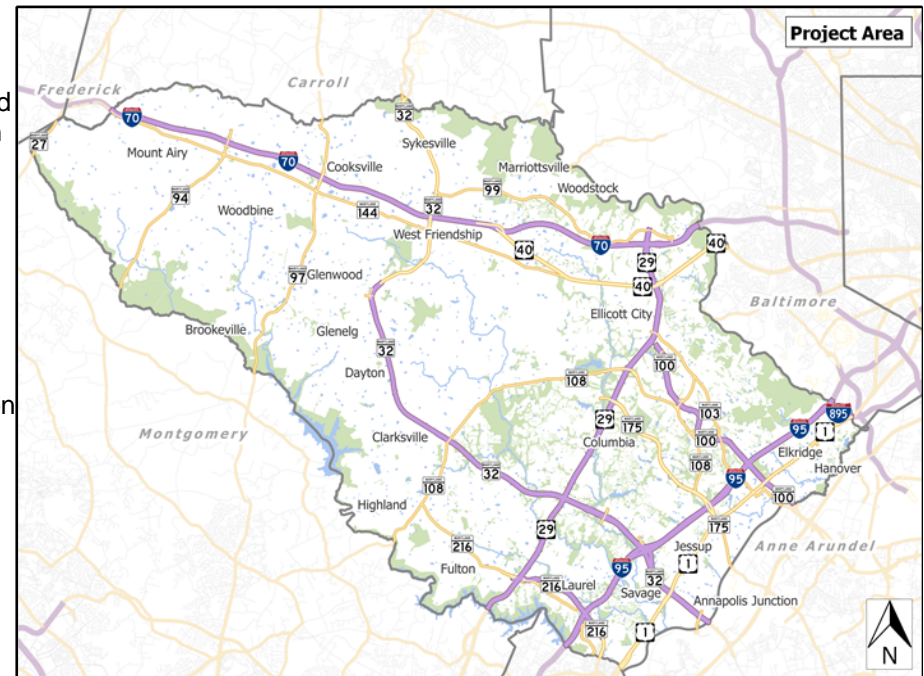 Project Area
Carroll
Frederick
d
n
32
70
27
Sykesville
Mount Airy
70
Cooksville
Marriottsville
99
Woodstock
94
Woodbine
144
32
West Friendship
40
70
40
29
97
Glenwood
40
Baltimore
Ellicott City
Brookeville
Glenelg
32
Dayton
100
108
on
29
175
103
895
95
1
Montgomery
Clarksville
Columbia
100
Elkridge
108
Hanover
32
95
108
100
Highland
29
175
216
Jessup
Anne Arundel
Fulton
95
1
32
216
Laurel
Savage
Annapolis Junction
216
1
N